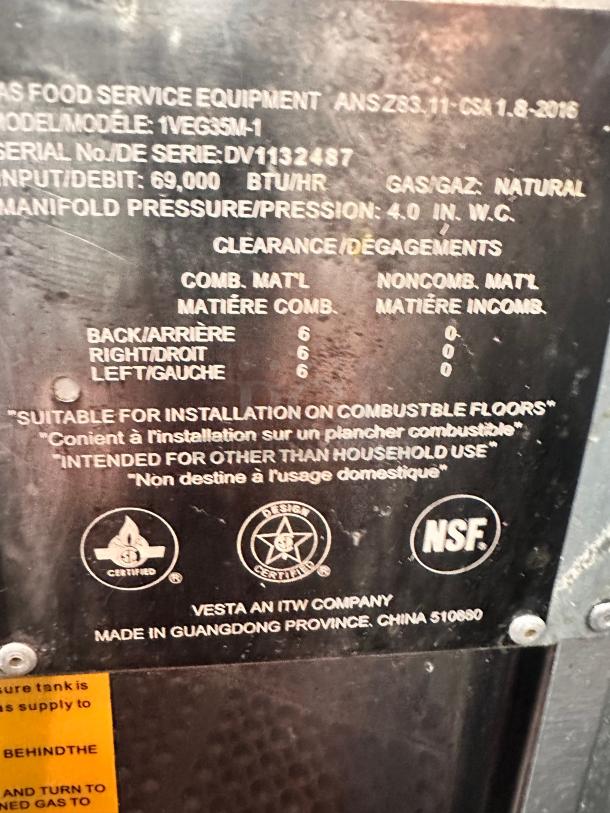 AS FOOD SERVICE EQUIPMENT ANS Z83.11-CSA 1.8-2016
MODEL/MODÉLE: 1VEG35M-1
SERIAL No./DE SERIE: DV1132487
INPUT/DEBIT: 69,000 BTU/HR GAS/GAZ: NATURAL
MANIFOLD PRESSURE/PRESSION: 4.0 IN. W.C.
CLEARANCE/DÉGAGEMENTS
COMB. MAT'L NONCOMB. MAT'L
MATIÉRE COMB. MATIÈRE INCOMB.
BACK/ARRIÈRE 6 0
RIGHT/DROIT 6 0
LEFT/GAUCHE 6 0
"SUITABLE FOR INSTALLATION ON COMBUSTBLE FLOORS"
"Conient à l'installation sur un plancher combustible"
"INTENDED FOR OTHER THAN HOUSEHOLD USE"
"Non destine à l'usage domestique"
CERTIFIED ®
DESIGN CERTIFIED ®
NSF.
VESTA AN ITW COMPANY
MADE IN GUANGDONG PROVINCE. CHINA 510880
sure tank is
as supply to
BEHINDTHE
AND TURN TO
NED GAS TO